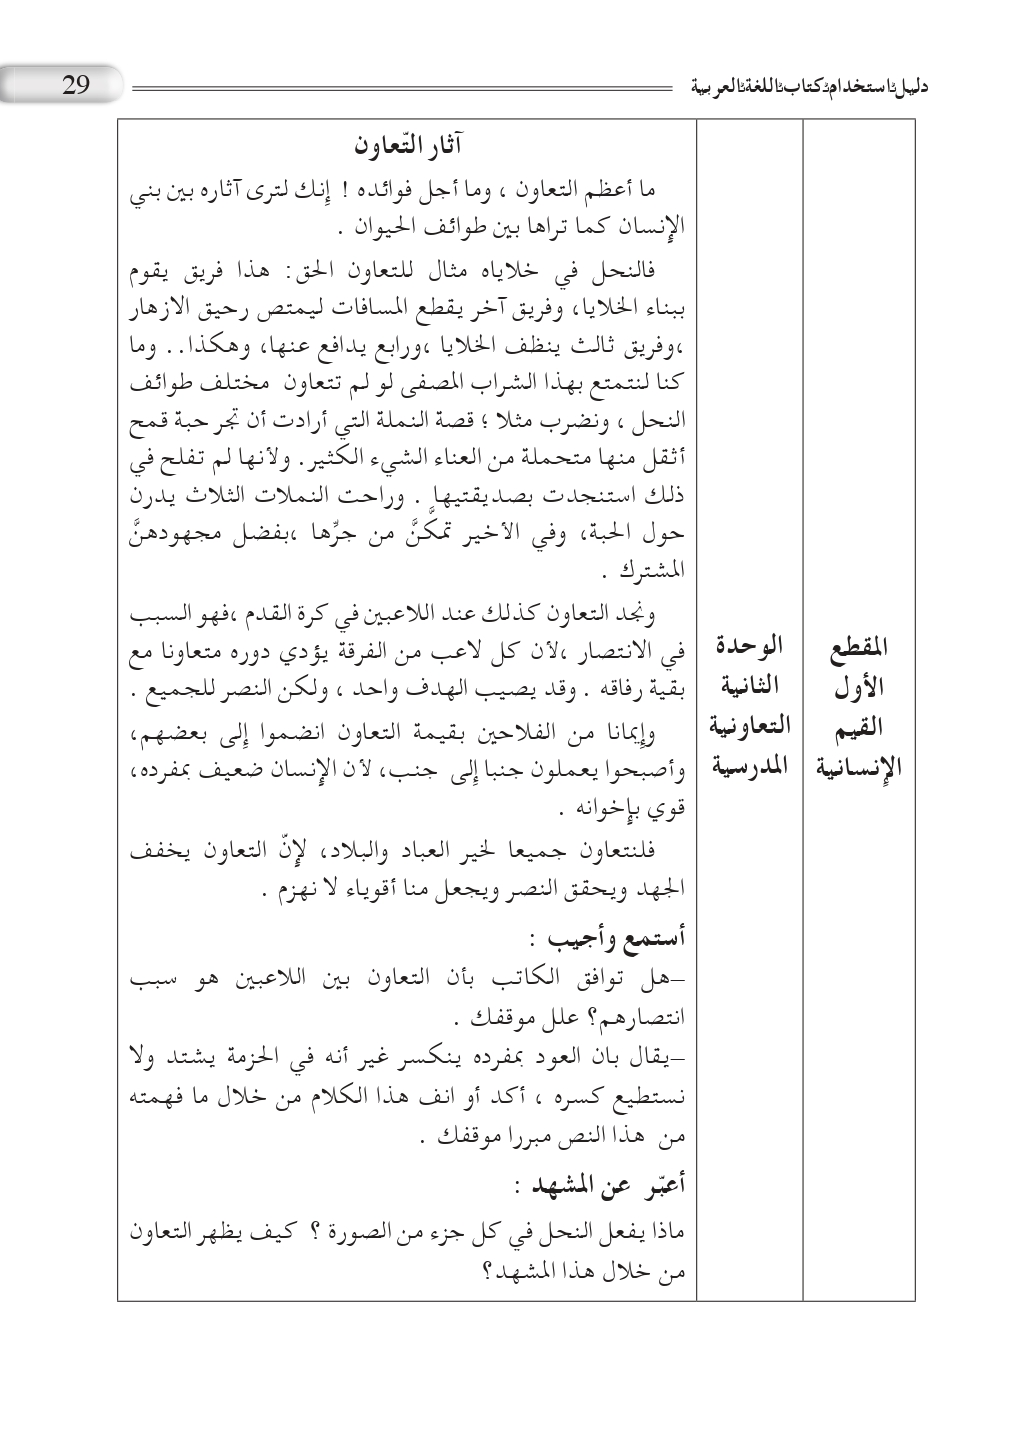 دليل استخدام كتاب اللغة العربية
29
المقطع
الأول
القيم
الإنسانية
الوحدة
الثانية
التعاونية
المدرسية
آثار التّعاون
ما أعظم التعاون ، وما أجل فوائده ! إنك لترى آثاره بين بني
الإنسان كما تراها بين طوائف الحيوان .
فالنحل في خلاياه مثال للتعاون الحق: هذا فريق يقوم
ببناء الخلايا، وفريق آخر يقطع المسافات ليمتص رحيق الازهار
،وفريق ثالث ينظف الخلايا ،ورابع يدافع عنها، وهكذا.. وما
كنا لنتمتع بهذا الشراب المصفى لو لم تتعاون مختلف طوائف
النحل ، ونضرب مثلا ؛ قصة النملة التي أرادت أن تجر حبة قمح
أثقل منها متحملة من العناء الشيء الكثير. ولأنها لم تفلح في
ذلك استنجدت بصديقتيها . وراحت النملات الثلاث يدرن
حول الحبة، وفي الأخير تمكَّنَّ من جرِّها ،بفضل مجهودهنَّ
المشترك .
ونجد التعاون كذلك عند اللاعبين في كرة القدم ،فهو السبب
في الانتصار ،لأن كل لاعب من الفرقة يؤدي دوره متعاونا مع
بقية رفاقه . وقد يصيب الهدف واحد ، ولكن النصر للجميع .
وإيمانا من الفلاحين بقيمة التعاون انضموا إلى بعضهم،
وأصبحوا يعملون جنبا إلى جنب، لأن الإنسان ضعيف بمفرده،
قوي بإخوانه .
فلنتعاون جميعا لخير العباد والبلاد، لإنّ التعاون يخفف
الجهد ويحقق النصر ويجعل منا أقوياء لا نهزم .
أستمع وأجيب :
–هل توافق الكاتب بأن التعاون بين اللاعبين هو سبب
انتصارهم؟ علل موقفك .
–يقال بان العود بمفرده ينكسر غير أنه في الحزمة يشتد ولا
نستطيع كسره ، أكد أو انف هذا الكلام من خلال ما فهمته
من هذا النص مبررا موقفك .
أعبّر عن المشهد :
ماذا يفعل النحل في كل جزء من الصورة ؟ كيف يظهر التعاون
من خلال هذا المشهد؟